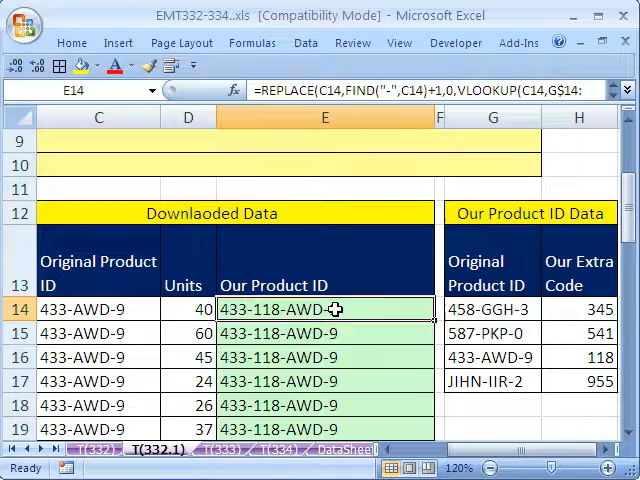 EMT332-334..xls [Compatibility Mode] - Microsoft Excel
Home Insert Page Layout Formulas Data Review View Developer Add-Ins
E14 fx =REPLACE(C14,FIND("-",C14)+1,0,VLOOKUP(C14,G$14:
C D E F G H
9
10
11
12 Downlaoded Data Our Product ID Data
13 Original Product ID Units Our Product ID Original Product ID Our Extra Code
14 433-AWD-9 40 433-118-AWD-9 458-GGH-3 345
15 433-AWD-9 60 433-118-AWD-9 587-PKP-0 541
16 433-AWD-9 45 433-118-AWD-9 433-AWD-9 118
17 433-AWD-9 24 433-118-AWD-9 JIHN-IIR-2 955
18 433-AWD-9 26 433-118-AWD-9
19 433-AWD-9 37 433-118-AWD-9
T(332) T(332.1) T(333) T(334) DataSheet
Ready 120%